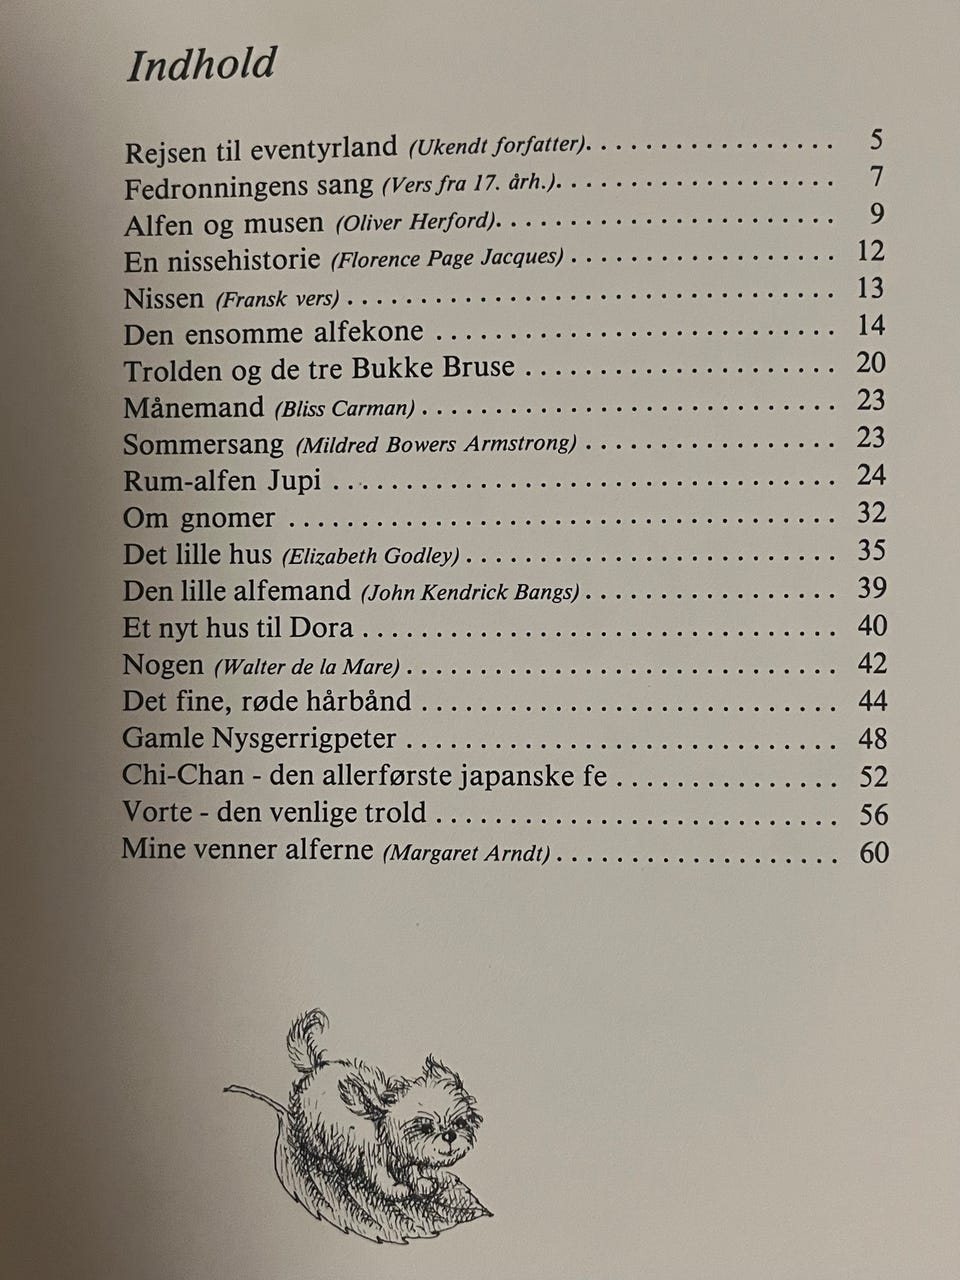 Indhold
Rejsen til eventyrland (Ukendt forfatter). . . . . . . . . . . . . . . . . 5
Fedronningens sang (Vers fra 17. årh.). . . . . . . . . . . . . . . . . . . 7
Alfen og musen (Oliver Herford). . . . . . . . . . . . . . . . . . . . . . . 9
En nissehistorie (Florence Page Jacques) . . . . . . . . . . . . . . . . . . 12
Nissen (Fransk vers) . . . . . . . . . . . . . . . . . . . . . . . . . . . . . . . . . 13
Den ensomme alfekone . . . . . . . . . . . . . . . . . . . . . . . . . . . 14
Trolden og de tre Bukke Bruse . . . . . . . . . . . . . . . . . . . . . 20
Månemand (Bliss Carman) . . . . . . . . . . . . . . . . . . . . . . . . . . . . 23
Sommersang (Mildred Bowers Armstrong) . . . . . . . . . . . . . . . . . 23
Rum-alfen Jupi . . . . . . . . . . . . . . . . . . . . . . . . . . . . . . . . . . 24
Om gnomer . . . . . . . . . . . . . . . . . . . . . . . . . . . . . . . . . . . . . 32
Det lille hus (Elizabeth Godley) . . . . . . . . . . . . . . . . . . . . . . . . . 35
Den lille alfemand (John Kendrick Bangs) . . . . . . . . . . . . . . . . . 39
Et nyt hus til Dora . . . . . . . . . . . . . . . . . . . . . . . . . . . . . . . . 40
Nogen (Walter de la Mare) . . . . . . . . . . . . . . . . . . . . . . . . . . . . . 42
Det fine, røde hårbånd . . . . . . . . . . . . . . . . . . . . . . . . . . . . 44
Gamle Nysgerrigpeter . . . . . . . . . . . . . . . . . . . . . . . . . . . . . 48
Chi-Chan - den allerførste japanske fe . . . . . . . . . . . . . . . 52
Vorte - den venlige trold . . . . . . . . . . . . . . . . . . . . . . . . . . . 56
Mine venner alferne (Margaret Arndt) . . . . . . . . . . . . . . . . . . . 60